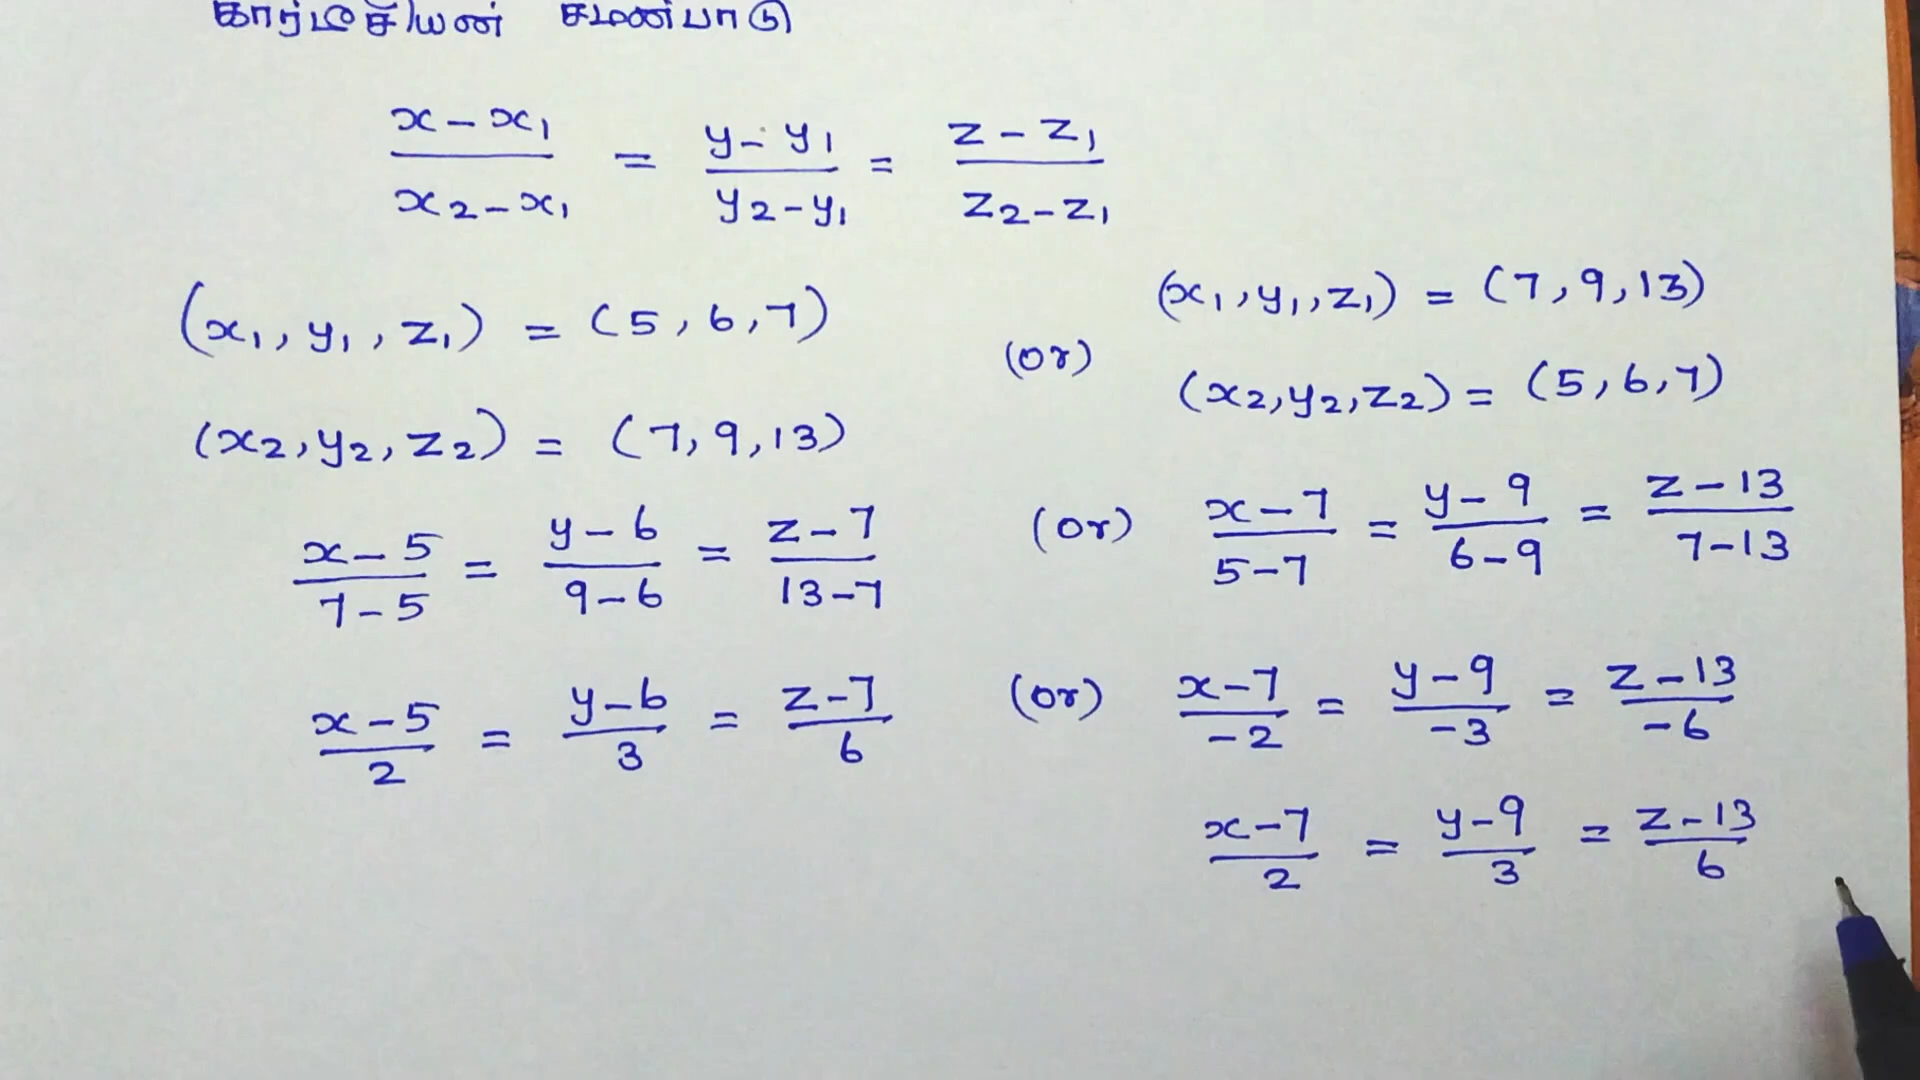 கார்டீசியன் சமன்பாடு
(x - x₁)/(x₂ - x₁) = (y - y₁)/(y₂ - y₁) = (z - z₁)/(z₂ - z₁)
(x₁, y₁, z₁) = (5, 6, 7) (or) (x₁, y₁, z₁) = (7, 9, 13)
(x₂, y₂, z₂) = (7, 9, 13) (x₂, y₂, z₂) = (5, 6, 7)
(x - 5)/(7 - 5) = (y - 6)/(9 - 6) = (z - 7)/(13 - 7) (or) (x - 7)/(5 - 7) = (y - 9)/(6 - 9) = (z - 13)/(7 - 13)
(x - 5)/2 = (y - 6)/3 = (z - 7)/6 (or) (x - 7)/-2 = (y - 9)/-3 = (z - 13)/-6
(x - 7)/2 = (y - 9)/3 = (z - 13)/6